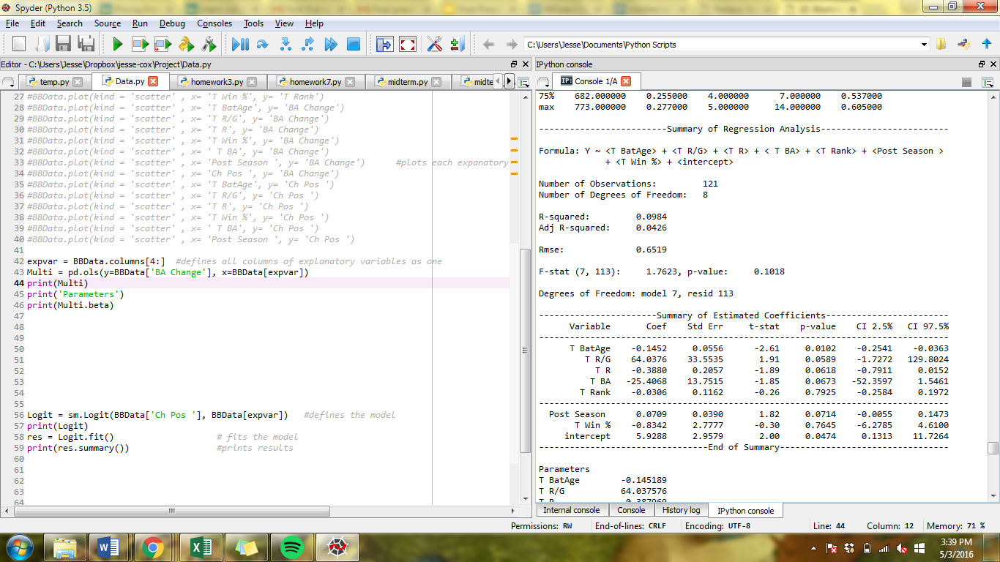 Spyder (Python 3.5)
File Edit Search Source Run Debug Consoles Tools View Help
C:\Users\Jesse\Documents\Python Scripts
Editor - C:\Users\Jesse\Dropbox\jesse-cox\Project\Data.py
temp.py Data.py homework3.py homework7.py midterm.py midte
27 #BBData.plot(kind = 'scatter' , x= 'T Win %', y= 'T Rank')
28 #BBData.plot(kind = 'scatter' , x= 'T BatAge', y= 'BA Change')
29 #BBData.plot(kind = 'scatter' , x= 'T R/G', y= 'BA Change')
30 #BBData.plot(kind = 'scatter' , x= 'T R', y= 'BA Change')
31 #BBData.plot(kind = 'scatter' , x= 'T Win %', y= 'BA Change')
32 #BBData.plot(kind = 'scatter' , x= ' T BA', y= 'BA Change')
33 #BBData.plot(kind = 'scatter' , x= 'Post Season ', y= 'BA Change') #plots each expanatory
34 #BBData.plot(kind = 'scatter' , x= 'Ch Pos ', y= 'BA Change')
35 #BBData.plot(kind = 'scatter' , x= 'T BatAge', y= 'Ch Pos ')
36 #BBData.plot(kind = 'scatter' , x= 'T R/G', y= 'Ch Pos ')
37 #BBData.plot(kind = 'scatter' , x= 'T R', y= 'Ch Pos ')
38 #BBData.plot(kind = 'scatter' , x= 'T Win %', y= 'Ch Pos ')
39 #BBData.plot(kind = 'scatter' , x= ' T BA', y= 'Ch Pos ')
40 #BBData.plot(kind = 'scatter' , x= 'Post Season ', y= 'Ch Pos ')
41
42 expvar = BBData.columns[4:] #defines all columns of explanatory variables as one
43 Multi = pd.ols(y=BBData['BA Change'], x=BBData[expvar])
44 print(Multi)
45 print('Parameters')
46 print(Multi.beta)
47
48
49
50
51
52
53
54
55
56 Logit = sm.Logit(BBData['Ch Pos '], BBData[expvar]) #defines the model
57 print(Logit)
58 res = Logit.fit() # fits the model
59 print(res.summary()) #prints results
60
61
62
63
64
IPython console
IP: Console 1/A
75% 682.000000 0.255000 4.000000 7.000000 0.537000
max 773.000000 0.277000 5.000000 14.000000 0.605000
-------------------------Summary of Regression Analysis-------------------------
Formula: Y ~ <T BatAge> + <T R/G> + <T R> + < T BA> + <T Rank> + <Post Season >
+ <T Win %> + <intercept>
Number of Observations: 121
Number of Degrees of Freedom: 8
R-squared: 0.0984
Adj R-squared: 0.0426
Rmse: 0.6519
F-stat (7, 113): 1.7623, p-value: 0.1018
Degrees of Freedom: model 7, resid 113
-----------------------Summary of Estimated Coefficients------------------------
Variable Coef Std Err t-stat p-value CI 2.5% CI 97.5%
--------------------------------------------------------------------------------
T BatAge -0.1452 0.0556 -2.61 0.0102 -0.2541 -0.0363
T R/G 64.0376 33.5535 1.91 0.0589 -1.7272 129.8024
T R -0.3880 0.2057 -1.89 0.0618 -0.7911 0.0152
T BA -25.4068 13.7515 -1.85 0.0673 -52.3597 1.5461
T Rank -0.0306 0.1162 -0.26 0.7925 -0.2584 0.1972
--------------------------------------------------------------------------------
Post Season 0.0709 0.0390 1.82 0.0714 -0.0055 0.1473
T Win % -0.8342 2.7777 -0.30 0.7645 -6.2785 4.6100
intercept 5.9288 2.9579 2.00 0.0474 0.1313 11.7264
---------------------------------End of Summary---------------------------------
Parameters
T BatAge -0.145189
T R/G 64.037576
T R -0.387969
Internal console Console History log IPython console
Permissions: RW End-of-lines: CRLF Encoding: UTF-8 Line: 44 Column: 12 Memory: 71 %
3:39 PM
5/3/2016